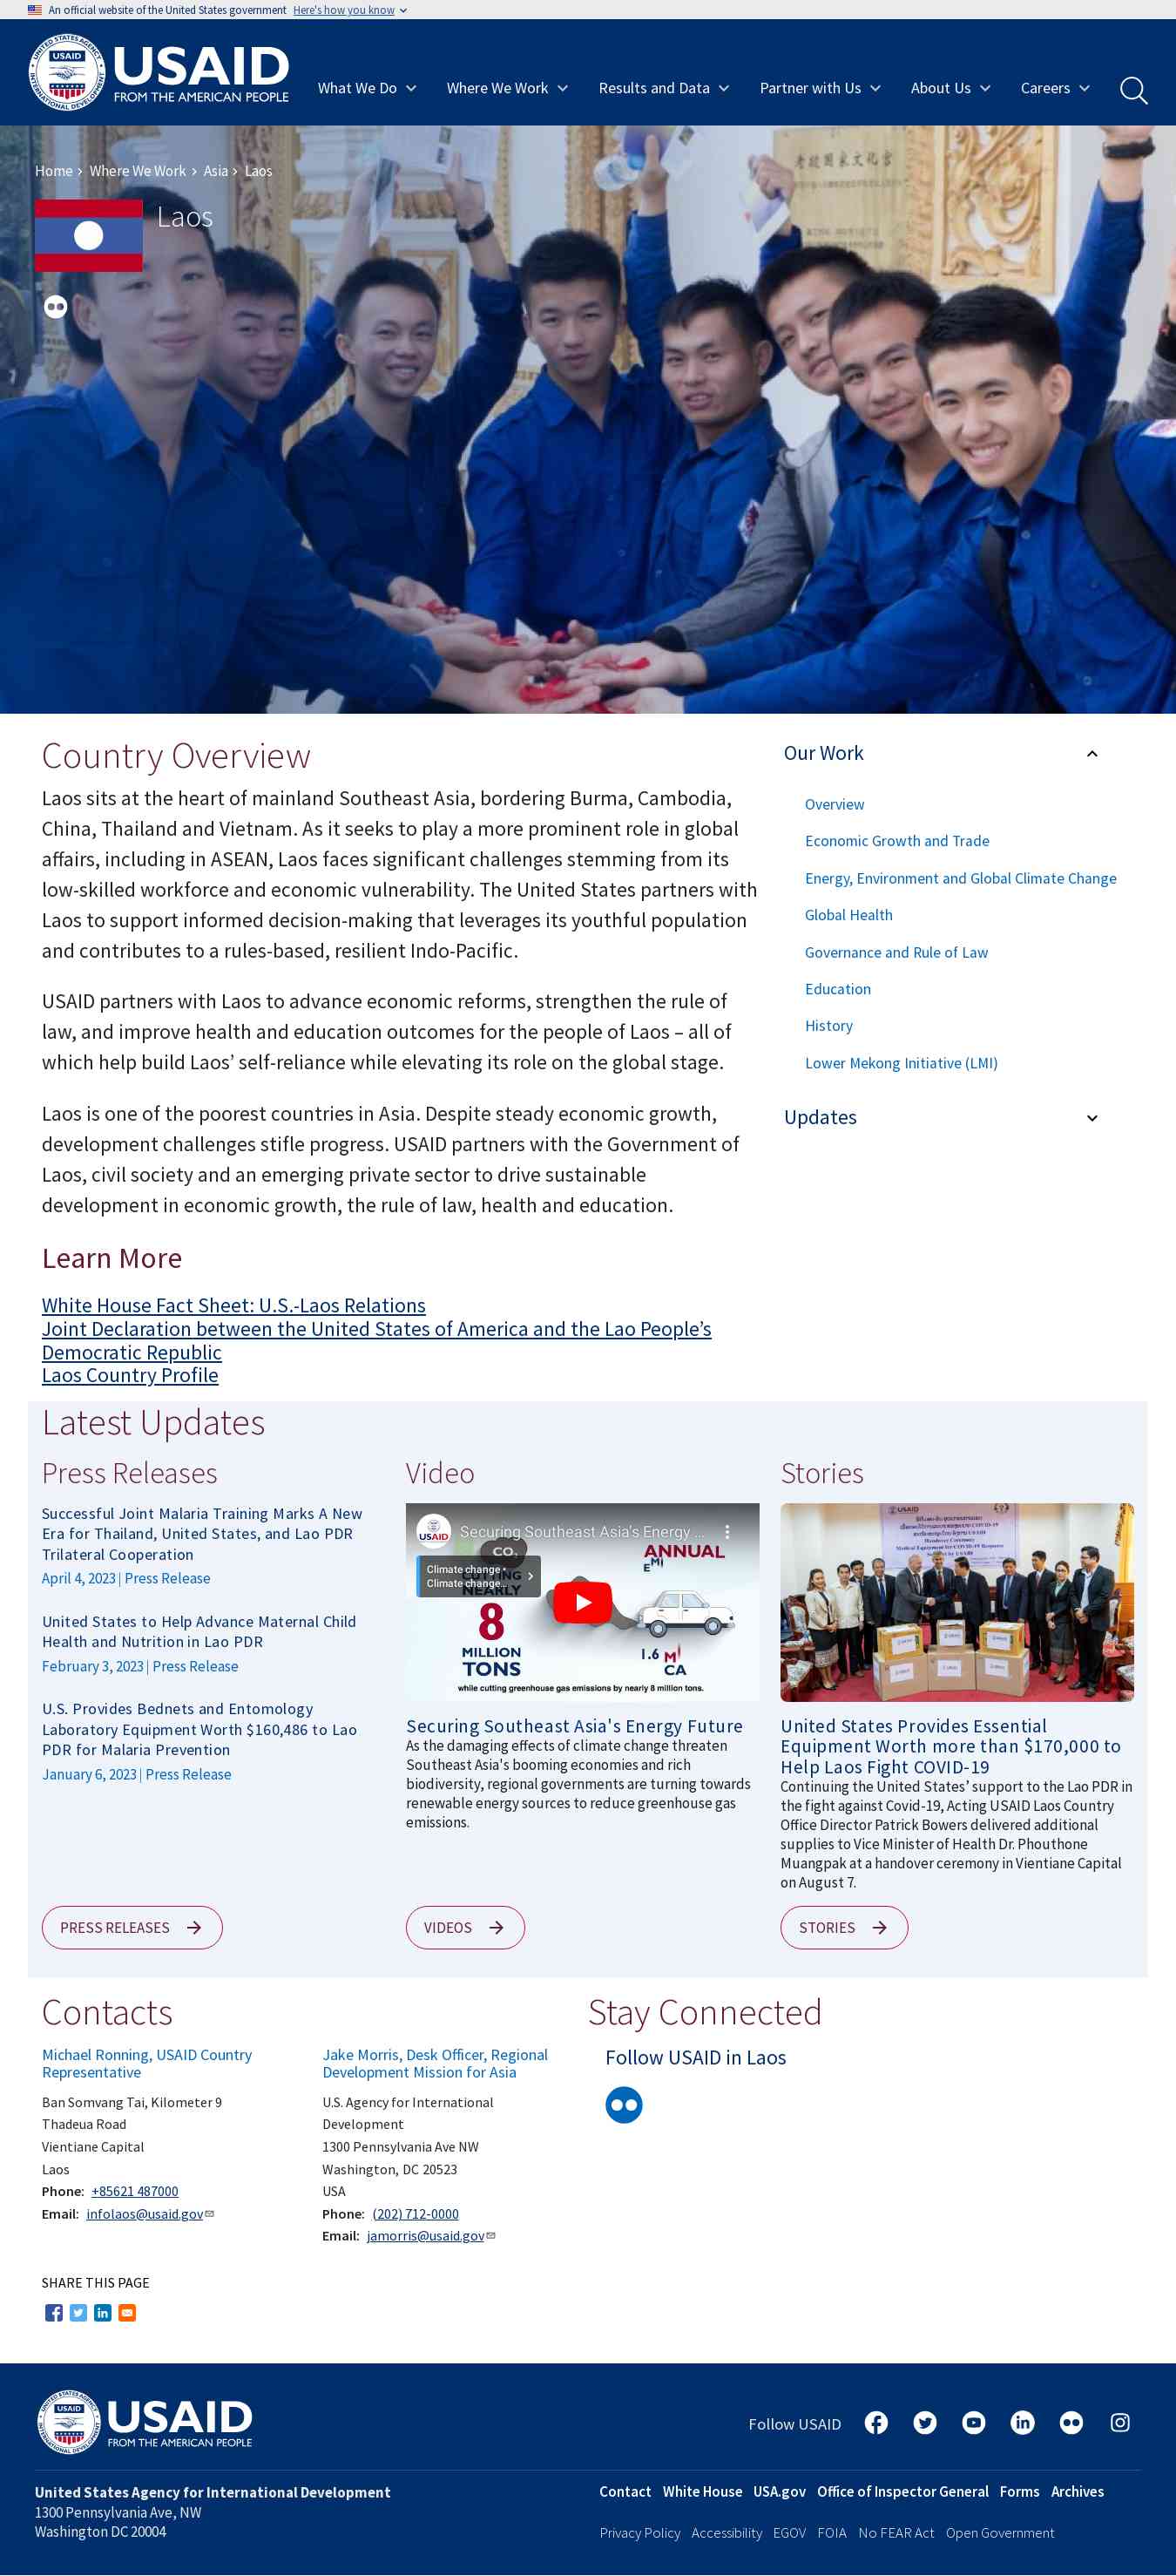 An official website of the United States government Here's how you know
USAID
USAID
FROM THE AMERICAN PEOPLE
What We Do
Where We Work
Results and Data
Partner with Us
About Us
Careers
Home › Where We Work › Asia › Laos
Laos
Country Overview
Laos sits at the heart of mainland Southeast Asia, bordering Burma, Cambodia,
China, Thailand and Vietnam. As it seeks to play a more prominent role in global
affairs, including in ASEAN, Laos faces significant challenges stemming from its
low-skilled workforce and economic vulnerability. The United States partners with
Laos to support informed decision-making that leverages its youthful population
and contributes to a rules-based, resilient Indo-Pacific.
USAID partners with Laos to advance economic reforms, strengthen the rule of
law, and improve health and education outcomes for the people of Laos – all of
which help build Laos’ self-reliance while elevating its role on the global stage.
Laos is one of the poorest countries in Asia. Despite steady economic growth,
development challenges stifle progress. USAID partners with the Government of
Laos, civil society and an emerging private sector to drive sustainable
development in economic growth, the rule of law, health and education.
Learn More
White House Fact Sheet: U.S.-Laos Relations
Joint Declaration between the United States of America and the Lao People’s
Democratic Republic
Laos Country Profile
Our Work
Overview
Economic Growth and Trade
Energy, Environment and Global Climate Change
Global Health
Governance and Rule of Law
Education
History
Lower Mekong Initiative (LMI)
Updates
Latest Updates
Press Releases
Successful Joint Malaria Training Marks A New
Era for Thailand, United States, and Lao PDR
Trilateral Cooperation
April 4, 2023 | Press Release
United States to Help Advance Maternal Child
Health and Nutrition in Lao PDR
February 3, 2023 | Press Release
U.S. Provides Bednets and Entomology
Laboratory Equipment Worth $160,486 to Lao
PDR for Malaria Prevention
January 6, 2023 | Press Release
PRESS RELEASES
Video
USAID
Securing Southeast Asia's Energy ...
CO₂
ANNUAL
EMI
Climate change •
Climate change...
CUTTING
NEARLY
8
MILLION
TONS
1.6 M
CA
while cutting greenhouse gas emissions by nearly 8 million tons.
Securing Southeast Asia's Energy Future
As the damaging effects of climate change threaten
Southeast Asia's booming economies and rich
biodiversity, regional governments are turning towards
renewable energy sources to reduce greenhouse gas
emissions.
VIDEOS
Stories
USAID
United States Provides Essential
Equipment Worth more than $170,000 to
Help Laos Fight COVID-19
Continuing the United States’ support to the Lao PDR in
the fight against Covid-19, Acting USAID Laos Country
Office Director Patrick Bowers delivered additional
supplies to Vice Minister of Health Dr. Phouthone
Muangpak at a handover ceremony in Vientiane Capital
on August 7.
STORIES
Contacts
Michael Ronning, USAID Country
Representative
Ban Somvang Tai, Kilometer 9
Thadeua Road
Vientiane Capital
Laos
Phone: +85621 487000
Email: infolaos@usaid.gov
Jake Morris, Desk Officer, Regional
Development Mission for Asia
U.S. Agency for International
Development
1300 Pennsylvania Ave NW
Washington, DC 20523
USA
Phone: (202) 712-0000
Email: jamorris@usaid.gov
Stay Connected
Follow USAID in Laos
SHARE THIS PAGE
USAID
USAID
FROM THE AMERICAN PEOPLE
Follow USAID
United States Agency for International Development
1300 Pennsylvania Ave, NW
Washington DC 20004
Contact White House USA.gov Office of Inspector General Forms Archives
Privacy Policy Accessibility EGOV FOIA No FEAR Act Open Government